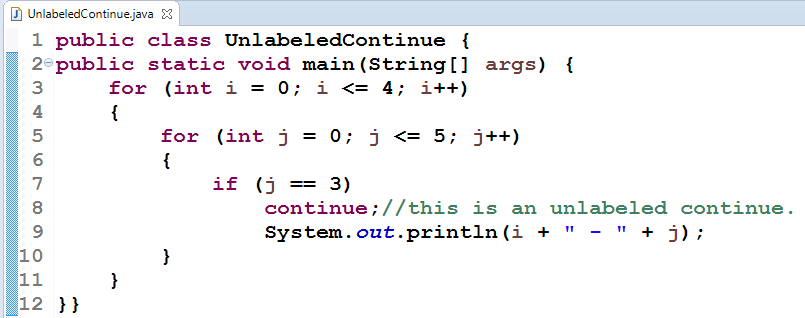 UnlabeledContinue.java
1 public class UnlabeledContinue {
2 public static void main(String[] args) {
3     for (int i = 0; i <= 4; i++)
4     {
5         for (int j = 0; j <= 5; j++)
6         {
7             if (j == 3)
8                 continue;//this is an unlabeled continue.
9                 System.out.println(i + " - " + j);
10         }
11     }
12 }}